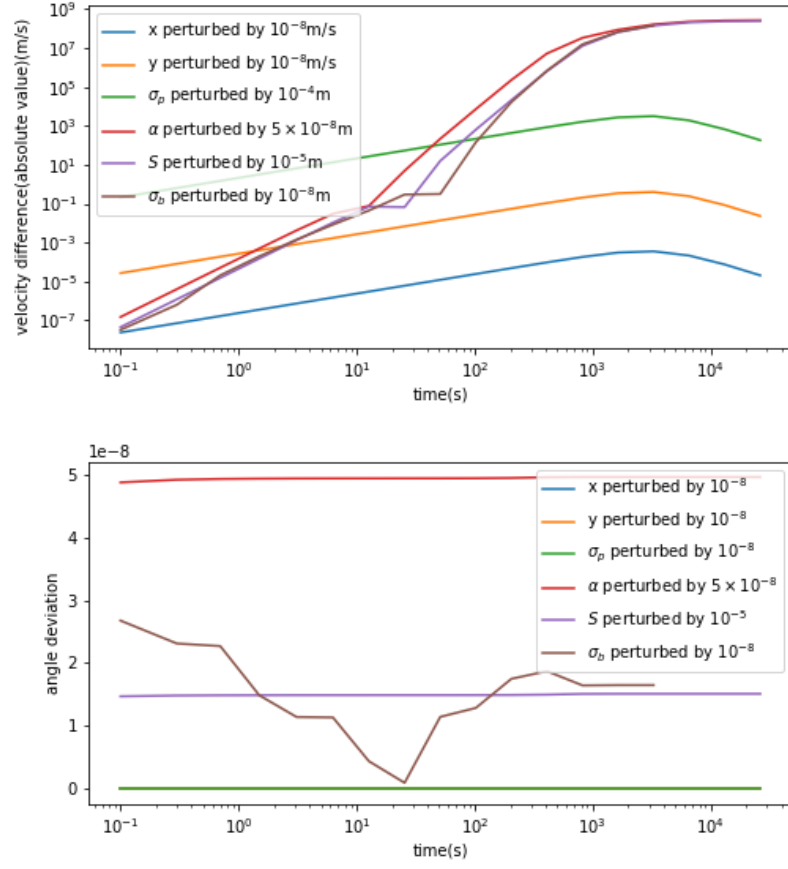 10⁹
10⁷
10⁵
10³
10¹
10⁻¹
10⁻³
10⁻⁵
10⁻⁷
velocity difference(absolute value)(m/s)
x perturbed by 10⁻⁸m/s
y perturbed by 10⁻⁸m/s
σₚ perturbed by 10⁻⁴m
α perturbed by 5 × 10⁻⁸m
S perturbed by 10⁻⁵m
σ_b perturbed by 10⁻⁸m
10⁻¹ 10⁰ 10¹ 10² 10³ 10⁴
time(s)
1e−8
5
4
3
2
1
0
angle deviation
x perturbed by 10⁻⁸
y perturbed by 10⁻⁸
σₚ perturbed by 10⁻⁸
α perturbed by 5 × 10⁻⁸
S perturbed by 10⁻⁵
σ_b perturbed by 10⁻⁸
10⁻¹ 10⁰ 10¹ 10² 10³ 10⁴
time(s)